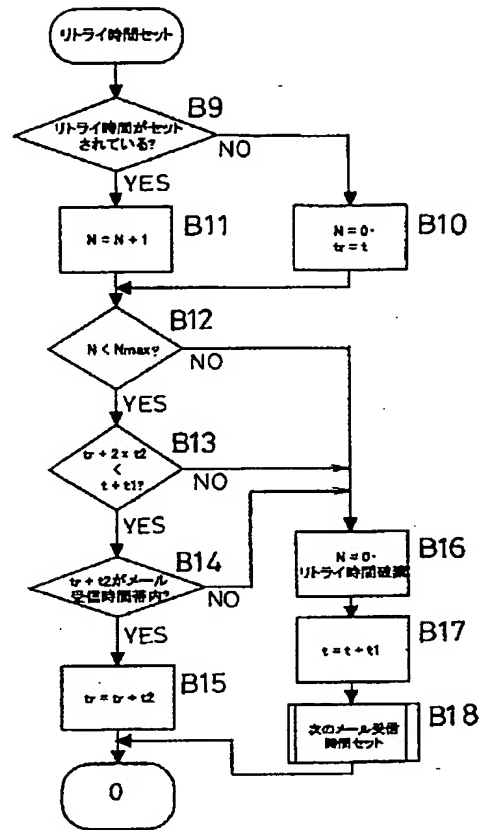 リトライ時間セット
B9
リトライ時間がセット
されている?
NO
YES
B11
N = N + 1
B10
N = 0・
tr = t
B12
N < Nmax?
NO
YES
B13
tr + 2 x t2
<
t + t1?
NO
YES
B14
tr + t2がメール
受信時間帯内?
NO
YES
B15
tr = tr + t2
B16
N = 0・
リトライ時間破棄
B17
t = t + t1
B18
次のメール受信
時間セット
0